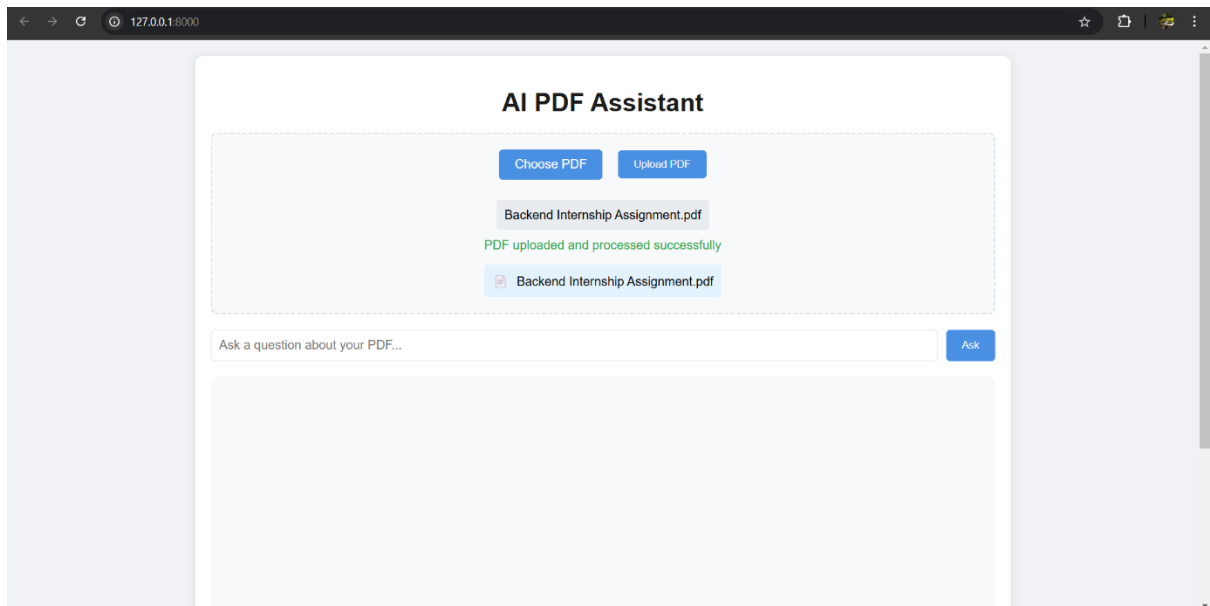 127.0.0.1:8000
AI PDF Assistant
Choose PDF
Upload PDF
Backend Internship Assignment.pdf
PDF uploaded and processed successfully
Backend Internship Assignment.pdf
Ask a question about your PDF...
Ask